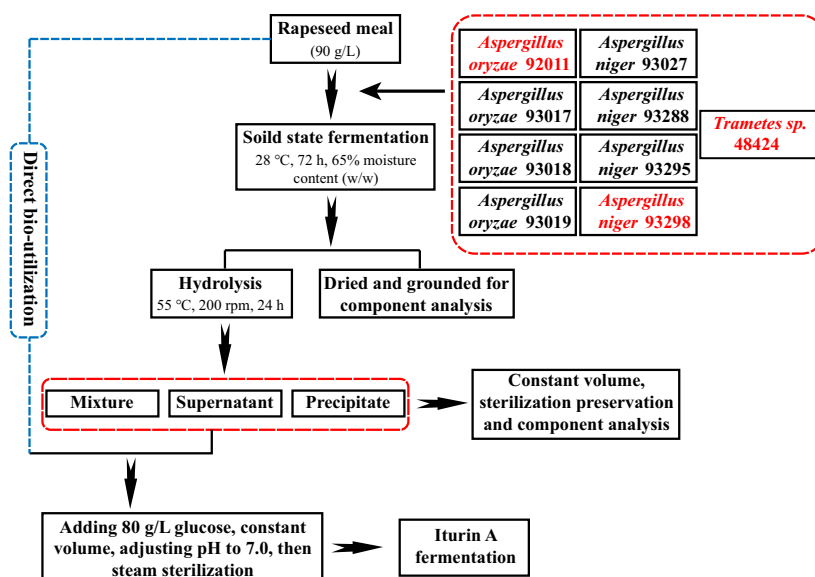 Rapeseed meal
(90 g/L)
Aspergillus
oryzae 92011
Aspergillus
niger 93027
Aspergillus
oryzae 93017
Aspergillus
niger 93288
Trametes sp.
48424
Aspergillus
oryzae 93018
Aspergillus
niger 93295
Aspergillus
oryzae 93019
Aspergillus
niger 93298
Soild state fermentation
28 ℃, 72 h, 65% moisture
content (w/w)
Direct bio-utilization
Hydrolysis
55 ℃, 200 rpm, 24 h
Dried and grounded for
component analysis
Mixture
Supernatant
Precipitate
Constant volume,
sterilization preservation
and component analysis
Adding 80 g/L glucose, constant
volume, adjusting pH to 7.0, then
steam sterilization
Iturin A
fermentation